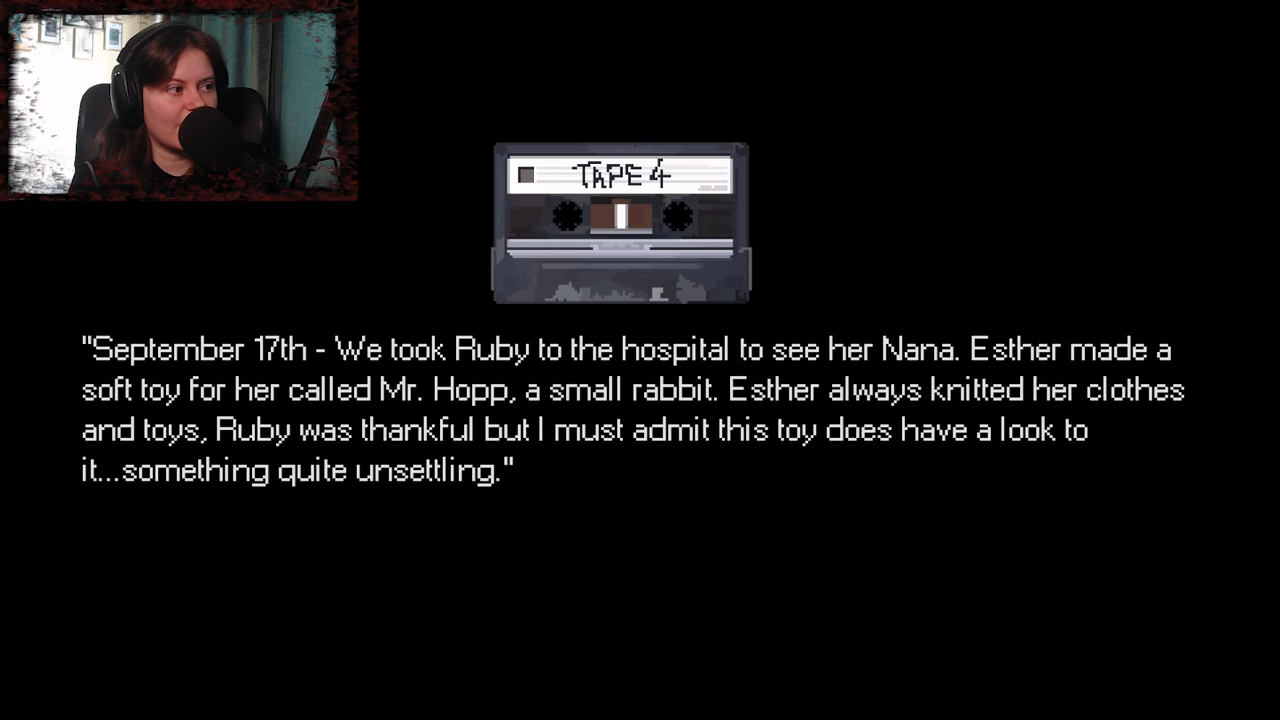 TAPE 4
"September 17th - We took Ruby to the hospital to see her Nana. Esther made a
soft toy for her called Mr. Hopp, a small rabbit. Esther always knitted her clothes
and toys, Ruby was thankful but I must admit this toy does have a look to
it...something quite unsettling."